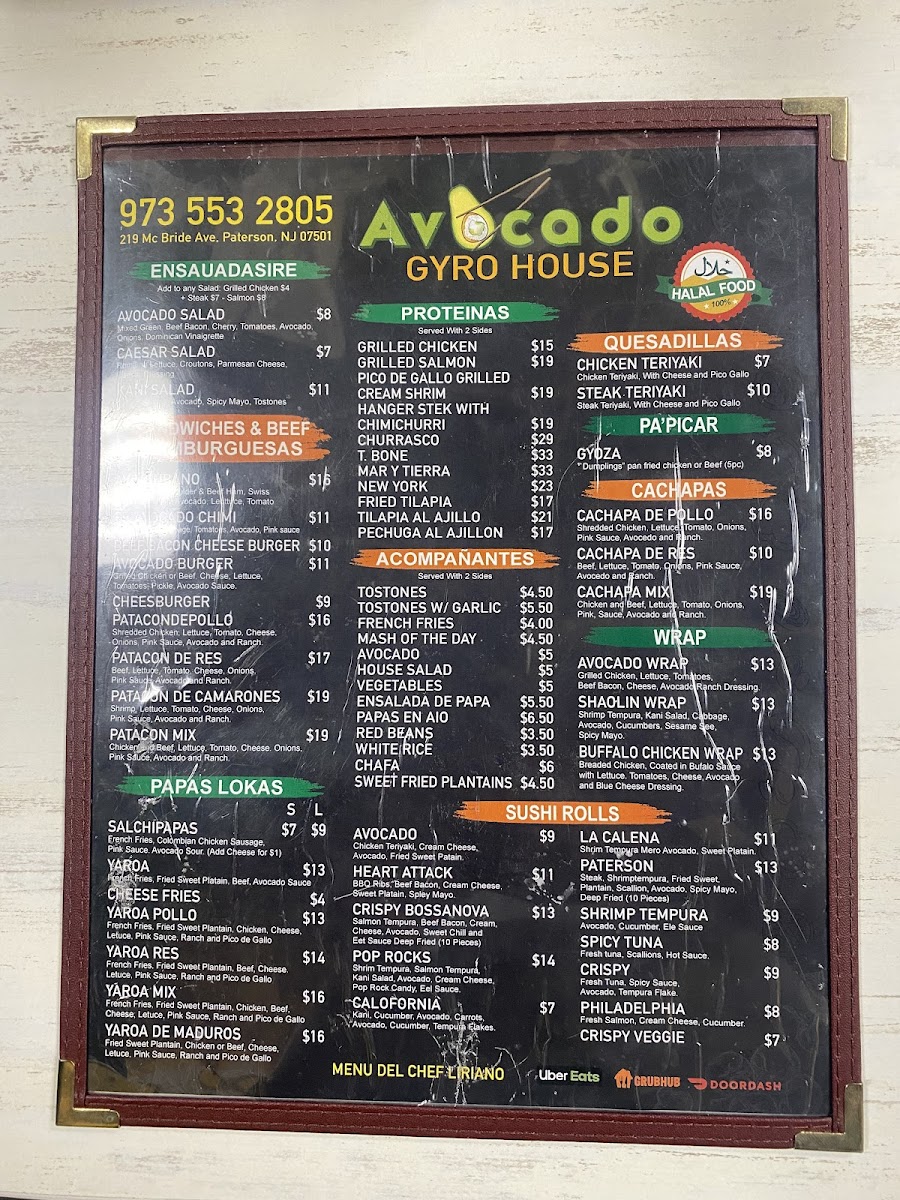 973 553 2805
219 Mc Bride Ave. Paterson, NJ 07501
Avocado
GYRO HOUSE
حلال
HALAL FOOD
100%
ENSAUADASIRE
Add to any Salad: Grilled Chicken $4
+ Steak $7 - Salmon $8
AVOCADO SALAD $8
Mixed Green, Beef Bacon, Cherry, Tomatoes, Avocado,
Onions, Dominican Vinaigrette
CAESAR SALAD $7
Lettuce, Croutons, Parmesan Cheese,
KANI SALAD $11
Avocado, Spicy Mayo, Tostones
& BEEF
$16
& Beef Ham, Swiss
Lettuce, Tomato
CHIMI $11
Tomatoes, Avocado, Pink sauce
BEEF BACON CHEESE BURGER $10
AVOCADO BURGER $11
Grilled Chicken or Beef, Cheese, Lettuce,
Tomatoes, Pickle, Avocado Sauce.
CHEESBURGER $9
PATACONDEPOLLO $16
Shredded Chicken, Lettuce, Tomato, Cheese,
Onions, Pink Sauce, Avocado and Ranch.
PATACON DE RES $17
Beef, Lettuce, Tomato, Cheese, Onions,
Pink Sauce, Avocado and Ranch.
PATACON DE CAMARONES $19
Shrimp, Lettuce, Tomato, Cheese, Onions,
Pink Sauce, Avocado and Ranch.
PATACON MIX $19
Chicken and Beef, Lettuce, Tomato, Cheese, Onions,
Pink Sauce, Avocado and Ranch.
PAPAS LOKAS
S L
SALCHIPAPAS $7 $9
French Fries, Colombian Chicken Sausage,
Pink Sauce, Avocado Sour. (Add Cheese for $1)
YAROA $13
French Fries, Fried Sweet Platain, Beef, Avocado Sauce
CHEESE FRIES $4
YAROA POLLO $13
French Fries, Fried Sweet Plantain, Chicken, Cheese,
Letuce, Pink Sauce, Ranch and Pico de Gallo
YAROA RES $14
French Fries, Fried Sweet Plantain, Beef, Cheese,
Letuce, Pink Sauce, Ranch and Pico de Gallo
YAROA MIX $16
French Fries, Fried Sweet Plantain, Chicken, Beef,
Cheese, Letuce, Pink Sauce, Ranch and Pico de Gallo
YAROA DE MADUROS $16
Fried Sweet Plantain, Chicken or Beef, Cheese,
Letuce, Pink Sauce, Ranch and Pico de Gallo
PROTEINAS
Served With 2 Sides
GRILLED CHICKEN $15
GRILLED SALMON $19
PICO DE GALLO GRILLED
CREAM SHRIM $19
HANGER STEK WITH
CHIMICHURRI $19
CHURRASCO $29
T. BONE $33
MAR Y TIERRA $33
NEW YORK $23
FRIED TILAPIA $17
TILAPIA AL AJILLO $21
PECHUGA AL AJILLON $17
ACOMPAÑANTES
Served With 2 Sides
TOSTONES $4.50
TOSTONES W/ GARLIC $5.50
FRENCH FRIES $4.00
MASH OF THE DAY $4.50
AVOCADO $5
HOUSE SALAD $5
VEGETABLES $5
ENSALADA DE PAPA $5.50
PAPAS EN AIO $6.50
RED BEANS $3.50
WHITE RICE $3.50
CHAFA $6
SWEET FRIED PLANTAINS $4.50
QUESADILLAS
CHICKEN TERIYAKI $7
Chicken Teriyaki, With Cheese and Pico Gallo
STEAK TERIYAKI $10
Steak Teriyaki, With Cheese and Pico Gallo
PA'PICAR
GYOZA $8
"Dumplings" pan fried chicken or Beef (5pc)
CACHAPAS
CACHAPA DE POLLO $16
Shredded Chicken, Lettuce, Tomato, Onions,
Pink Sauce, Avocedo and Ranch.
CACHAPA DE RES $10
Beef, Lettuce, Tomato, Onions, Pink Sauce,
Avocedo and Ranch.
CACHAPA MIX $19
Chicken and Beef, Lettuce, Tomato, Onions,
Pink Sauce, Avocado and Ranch.
WRAP
AVOCADO WRAP $13
Grilled Chicken, Lettuce, Tomatoes,
Beef Bacon, Cheese, Avocado Ranch Dressing.
SHAOLIN WRAP $13
Shrimp Tempura, Kani Salad, Cabbage,
Avocado, Cucumbers, Sesame See,
Spicy Mayo.
BUFFALO CHICKEN WRAP $13
Breaded Chicken, Coated in Bufalo Sauce
with Lettuce. Tomatoes, Cheese, Avocado
and Blue Cheese Dressing.
SUSHI ROLLS
AVOCADO $9
Chicken Teriyaki, Cream Cheese,
Avocado, Fried Sweet Patain.
HEART ATTACK $11
BBQ Ribs, Beef Bacon, Cream Cheese,
Sweet Platain, Spley Mayo.
CRISPY BOSSANOVA $13
Salmon Tempura, Beef Bacon, Cream,
Cheese, Avocado, Sweet Chill and
Eet Sauce Deep Fried (10 Pieces)
POP ROCKS $14
Shrim Tempura, Salmon Tempura,
Kani Salad, Avocado, Cream Cheese,
Pop Rock Candy, Eel Sauce.
CALOFORNIA $7
Kani, Cucumber, Avocado, Carrots,
Avocado, Cucumber, Tempura Flakes.
LA CALENA $11
Shrim Tempura Mero Avocado, Sweet Platain.
PATERSON $13
Steak, Shrimptempura, Fried Sweet,
Plantain, Scallion, Avocado, Spicy Mayo,
Deep Fried (10 Pieces)
SHRIMP TEMPURA $9
Avocado, Cucumber, Ele Sauce
SPICY TUNA $8
Fresh tuna, Scallions, Hot Sauce.
CRISPY $9
Fresh Tuna, Spicy Sauce,
Avocado, Tempura Flake.
PHILADELPHIA $8
Fresh Salmon, Cream Cheese, Cucumber.
CRISPY VEGGIE $7
MENU DEL CHEF LIRIANO
Uber Eats
GRUBHUB
DOORDASH